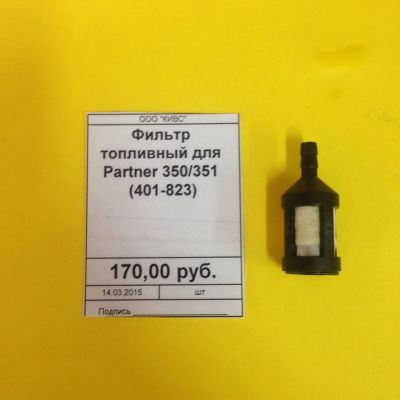 ООО "КИВС"
Фильтр
топливный для
Partner 350/351
(401-823)
170,00 руб.
14.03.2015 шт
Подпись